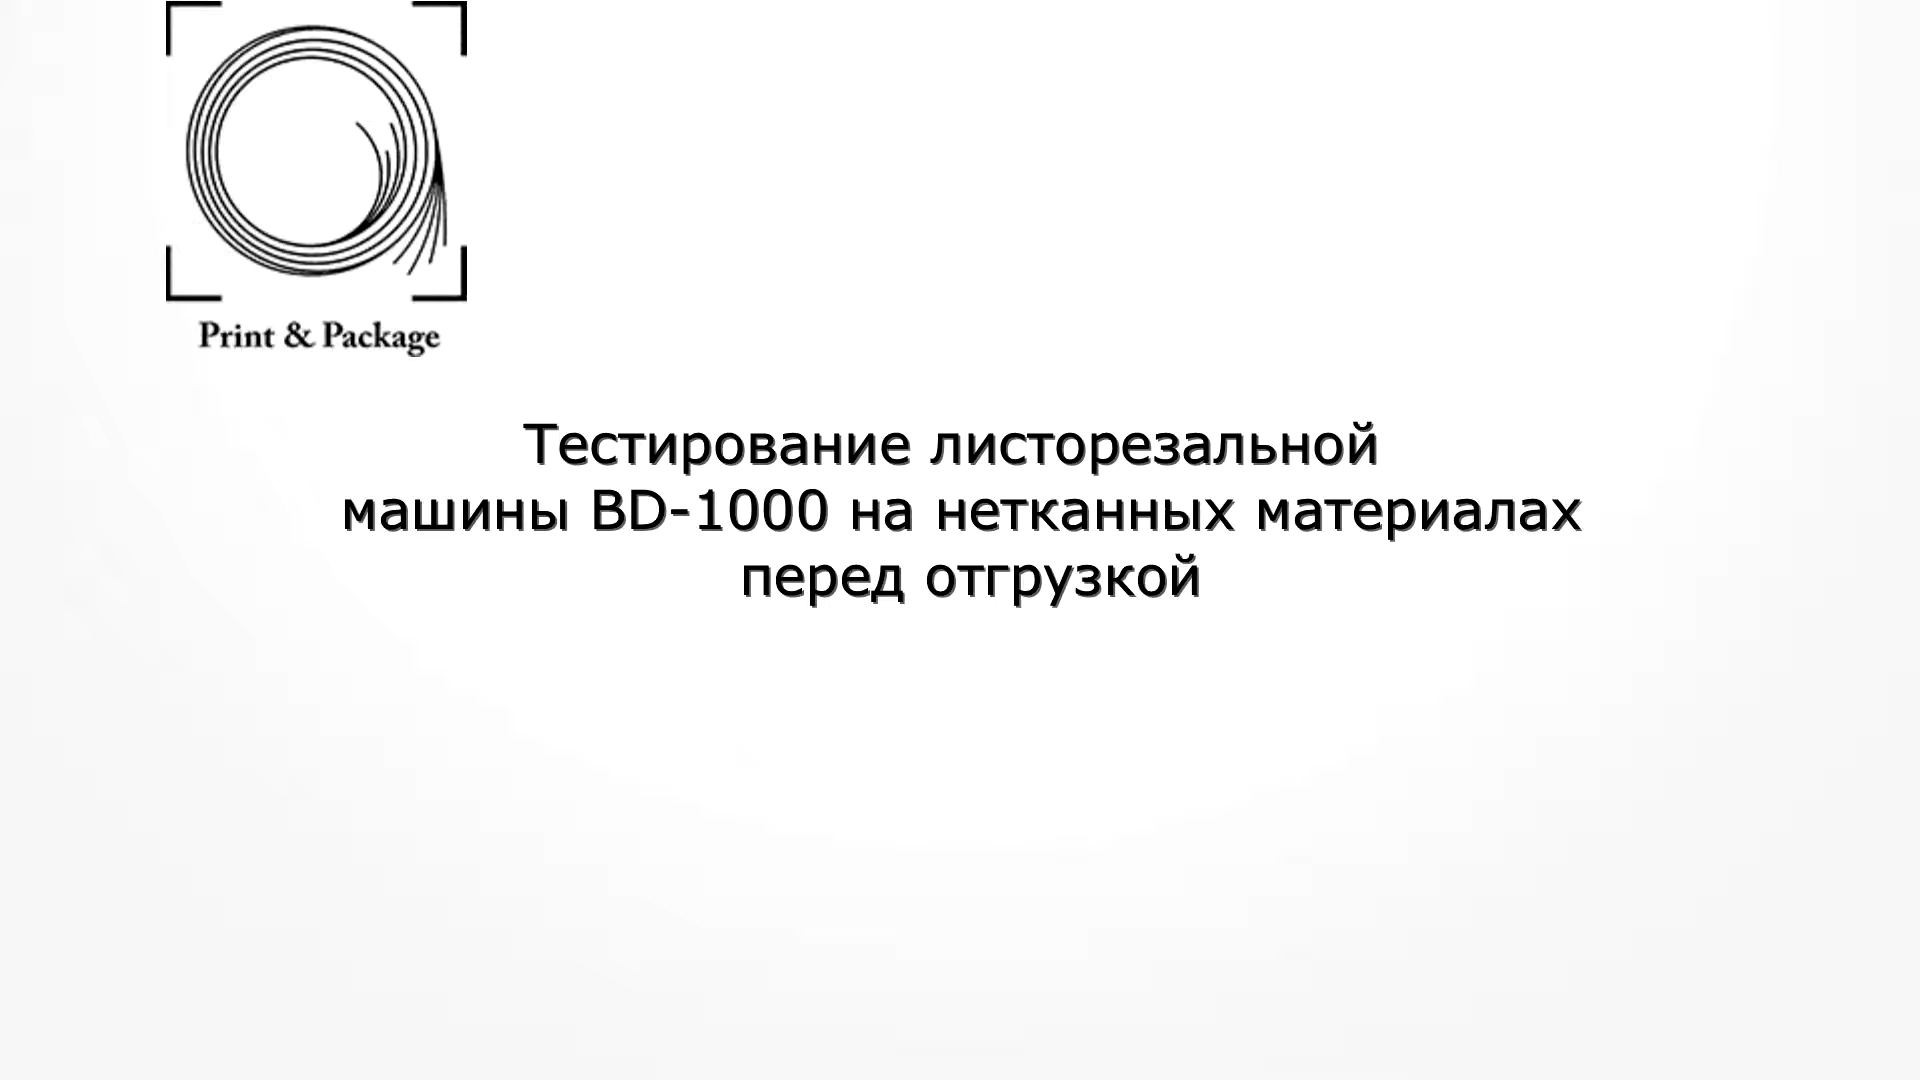 Print & Package
Тестирование листорезальной
машины BD-1000 на нетканных материалах
перед отгрузкой